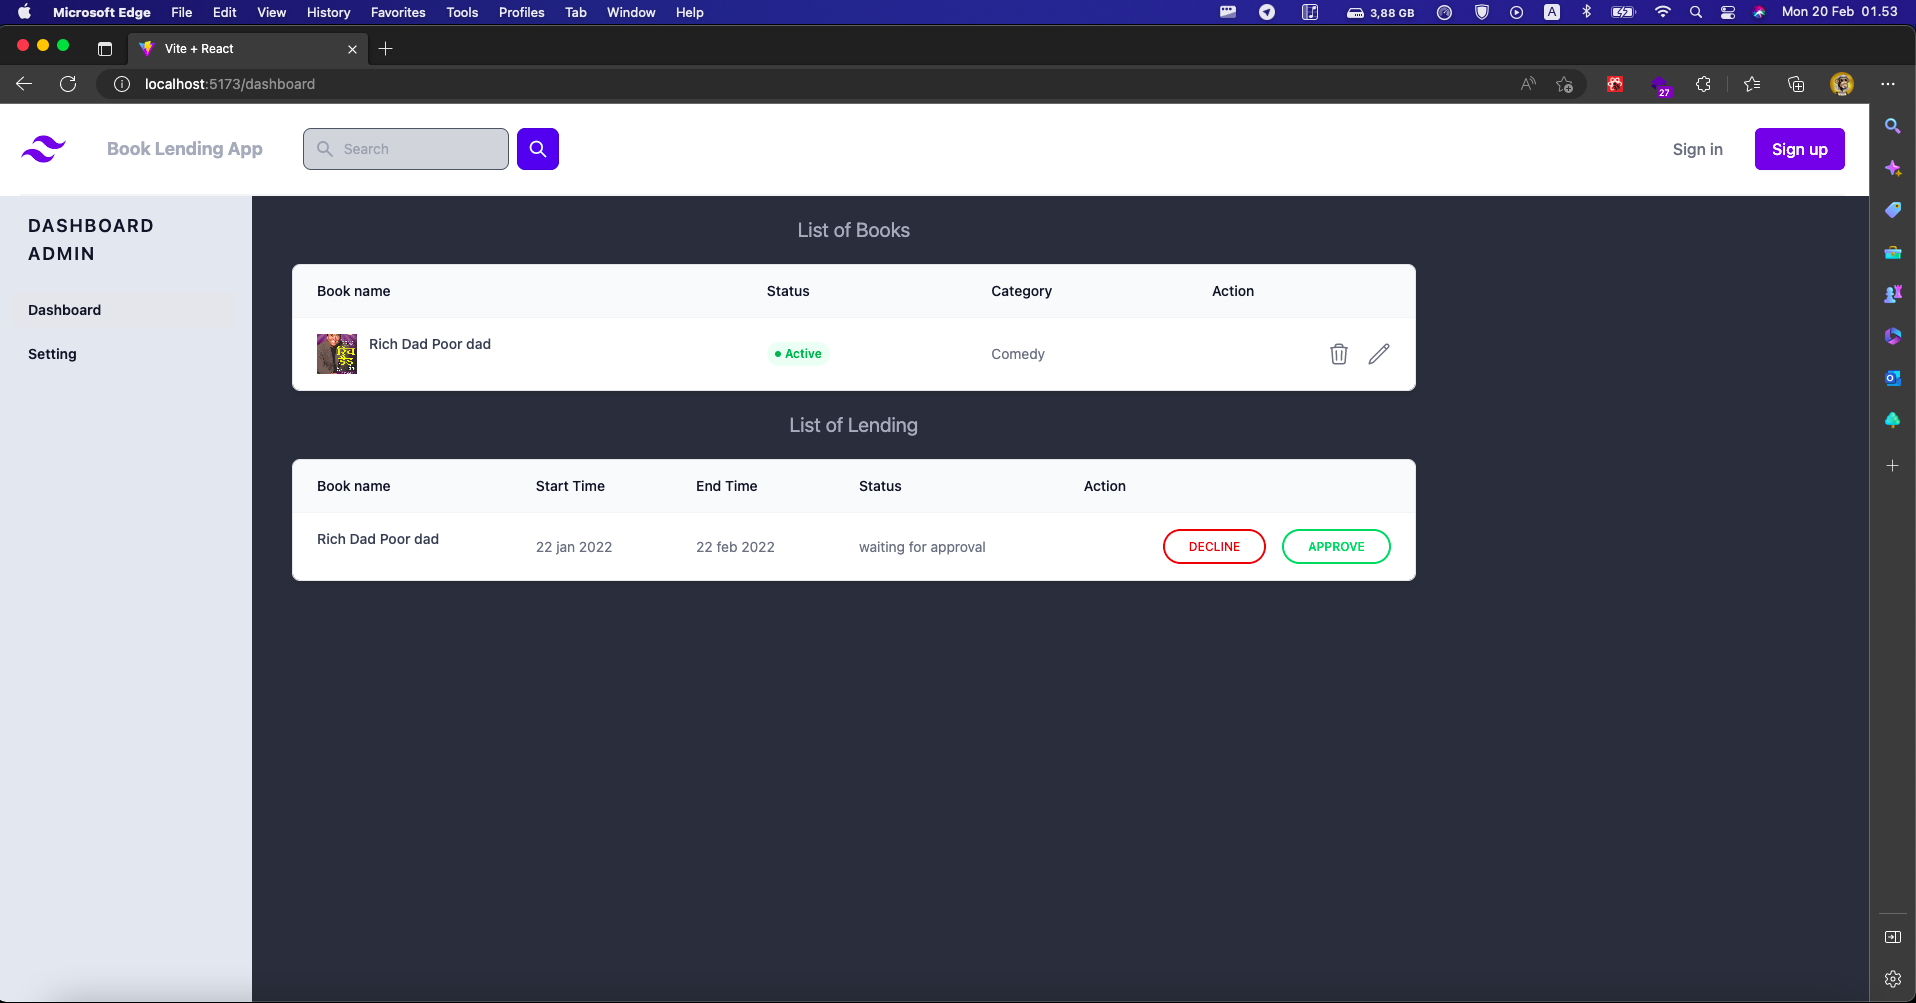 Microsoft Edge File Edit View History Favorites Tools Profiles Tab Window Help 3,88 GB A Mon 20 Feb 01.53
Vite + React
localhost:5173/dashboard 27
Book Lending App Search Sign in Sign up
DASHBOARD
ADMIN
Dashboard
Setting
List of Books
Book name Status Category Action
Rich Dad Poor dad Active Comedy
List of Lending
Book name Start Time End Time Status Action
Rich Dad Poor dad 22 jan 2022 22 feb 2022 waiting for approval DECLINE APPROVE